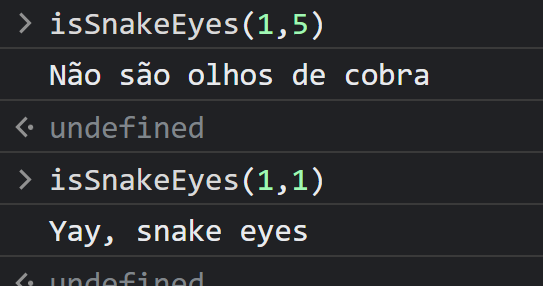 isSnakeEyes(1,5)
Não são olhos de cobra
undefined
isSnakeEyes(1,1)
Yay, snake eyes
undefined